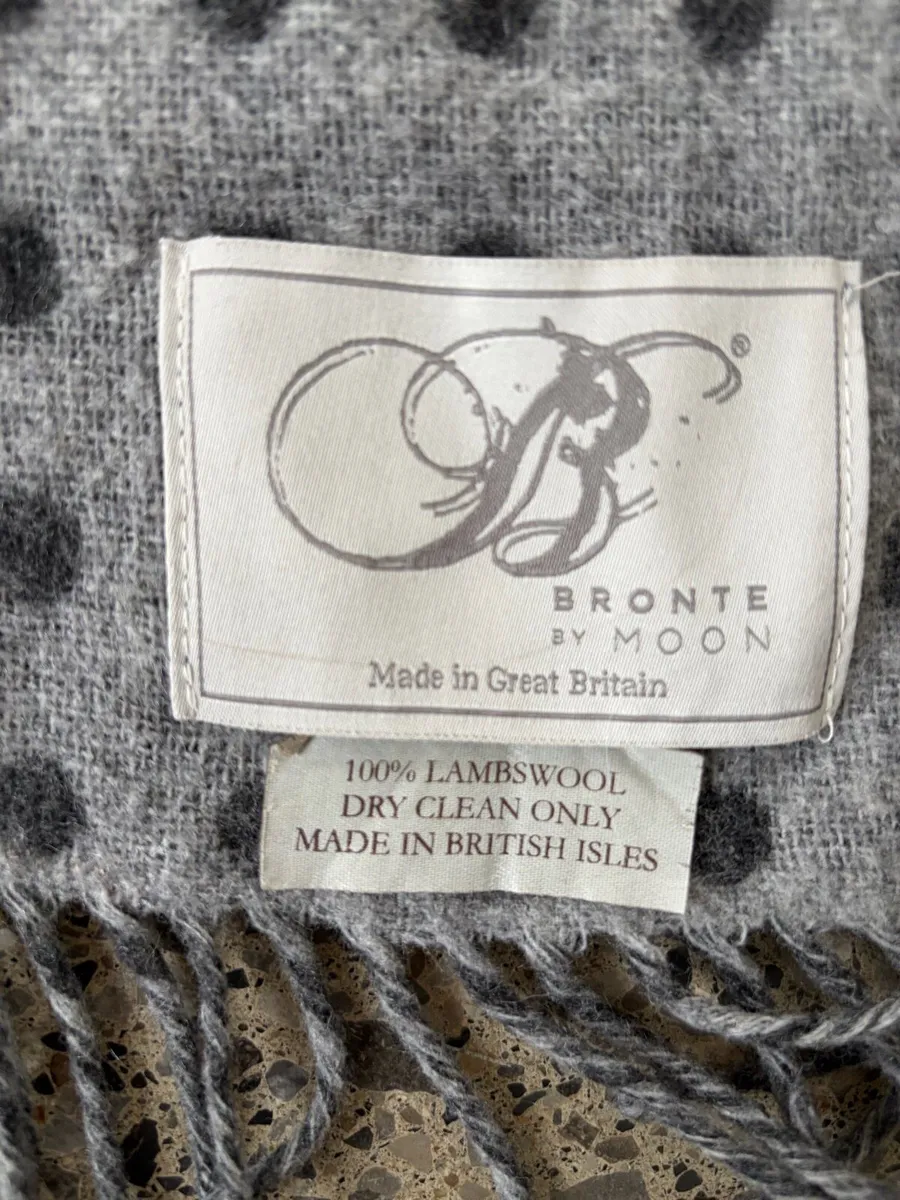 ®
BRONTE
BY MOON
Made in Great Britain
100% LAMBSWOOL
DRY CLEAN ONLY
MADE IN BRITISH ISLES